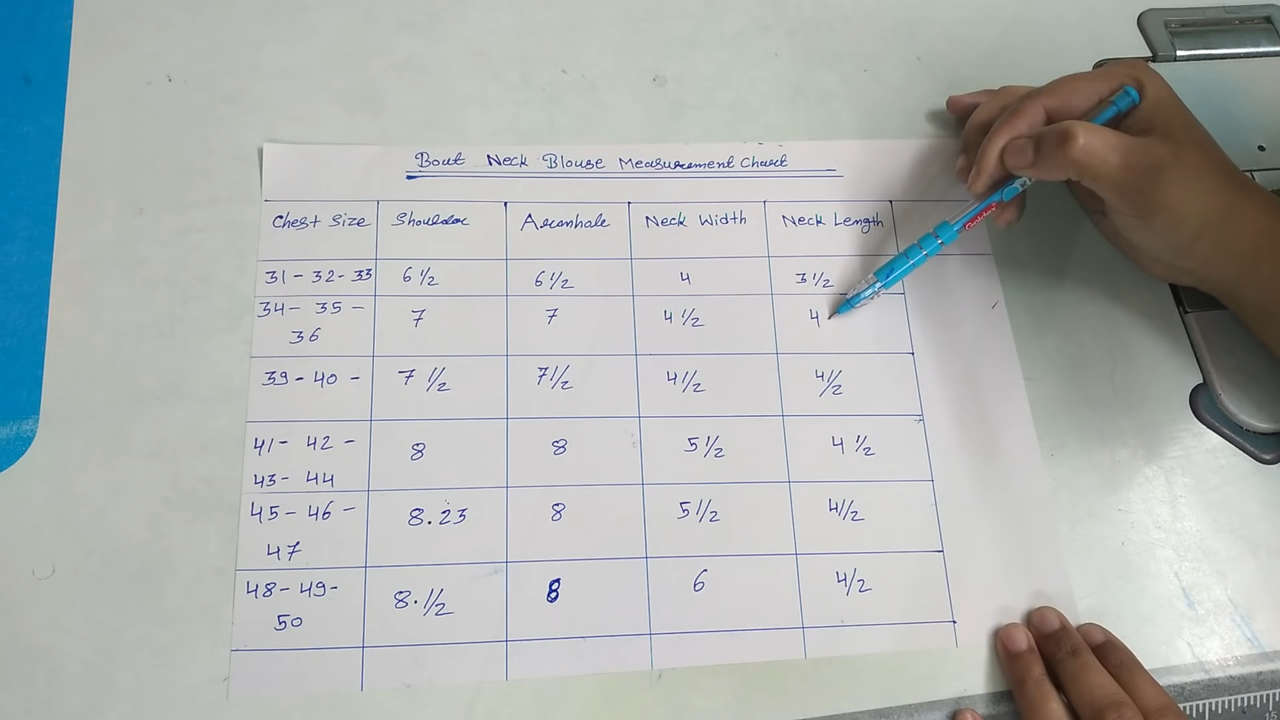 Bout Neck Blouse Measurement Chart
Chest Size Shoulder Armhale Neck Width Neck Length
31 - 32 - 33 6 1/2 6 1/2 4 3 1/2
34 - 35 - 7 7 4 1/2 4
36
39 - 40 - 7 1/2 7 1/2 4 1/2 4 1/2
41 - 42 - 8 8 5 1/2 4 1/2
43 - 44
45 - 46 - 8.23 8 5 1/2 4 1/2
47
48 - 49 - 8.1/2 8 6 4/2
50